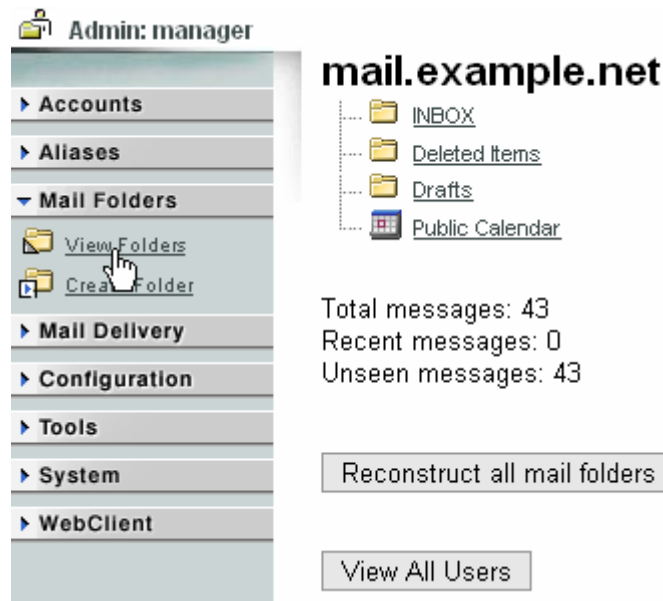 Admin: manager
Accounts
Aliases
Mail Folders
View Folders
Create Folder
Mail Delivery
Configuration
Tools
System
WebClient
mail.example.net
INBOX
Deleted Items
Drafts
Public Calendar
Total messages: 43
Recent messages: 0
Unseen messages: 43
Reconstruct all mail folders
View All Users